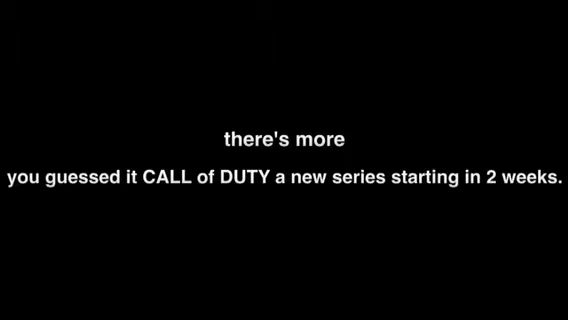 there's more
you guessed it CALL of DUTY a new series starting in 2 weeks.